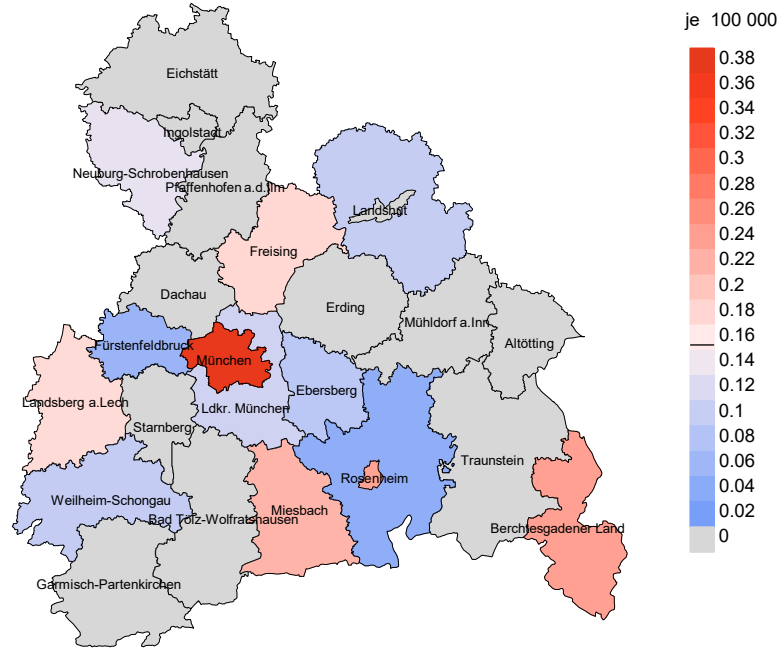 je 100 000
0.38
0.36
0.34
0.32
0.3
0.28
0.26
0.24
0.22
0.2
0.18
0.16
0.14
0.12
0.1
0.08
0.06
0.04
0.02
0
Eichstätt
Ingolstadt
Neuburg-Schrobenhausen
Pfaffenhofen a.d.Ilm
Landshut
Freising
Dachau
Erding
Mühldorf a.Inn
Altötting
Fürstenfeldbruck
München
Ebersberg
Landsberg a.Lech
Ldkr. München
Starnberg
Traunstein
Rosenheim
Weilheim-Schongau
Miesbach
Bad Tölz-Wolfratshausen
Berchtesgadener Land
Garmisch-Partenkirchen